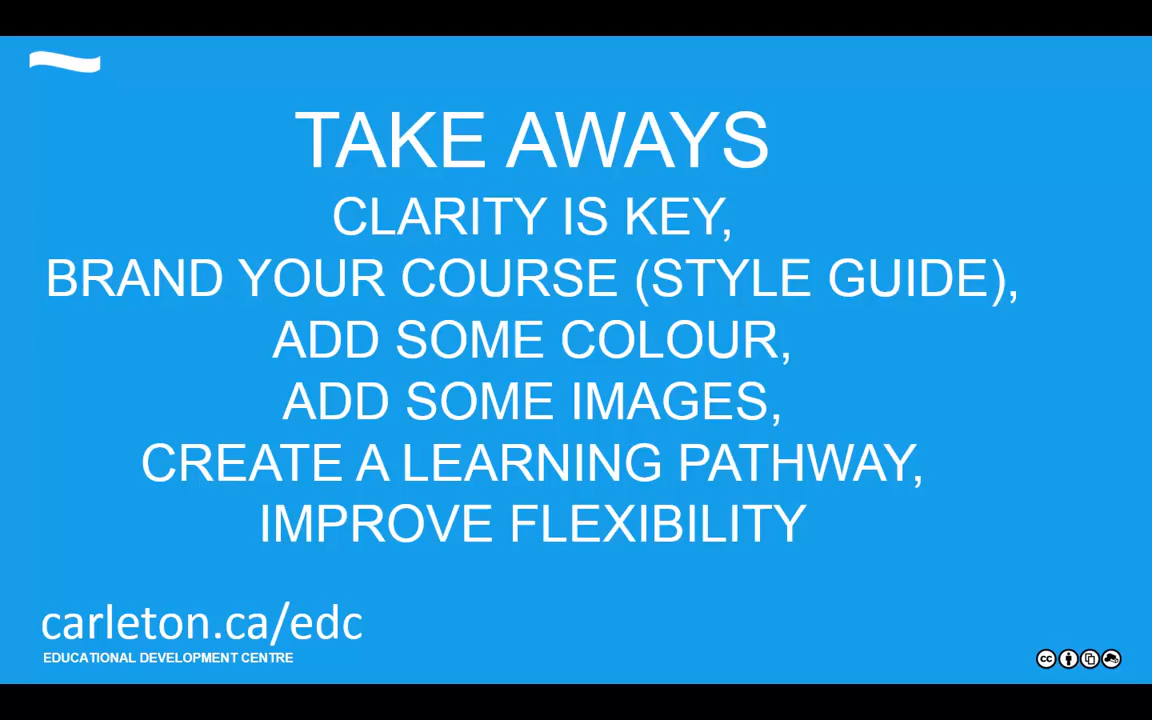 TAKE AWAYS
CLARITY IS KEY,
BRAND YOUR COURSE (STYLE GUIDE),
ADD SOME COLOUR,
ADD SOME IMAGES,
CREATE A LEARNING PATHWAY,
IMPROVE FLEXIBILITY
carleton.ca/edc
EDUCATIONAL DEVELOPMENT CENTRE
cc